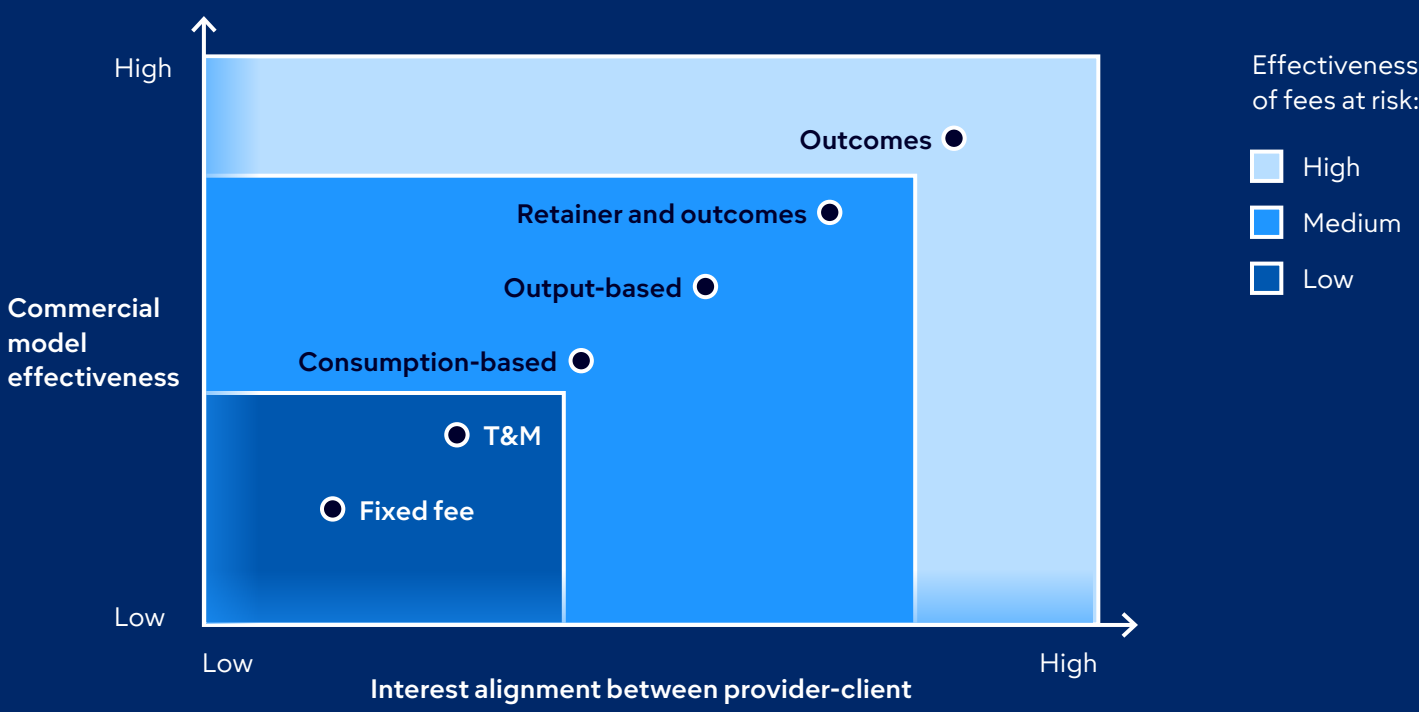 High
Effectiveness
of fees at risk:
Outcomes
High
Retainer and outcomes
Medium
Output-based
Low
Commercial
model
effectiveness
Consumption-based
T&M
Fixed fee
Low
Low
High
Interest alignment between provider-client